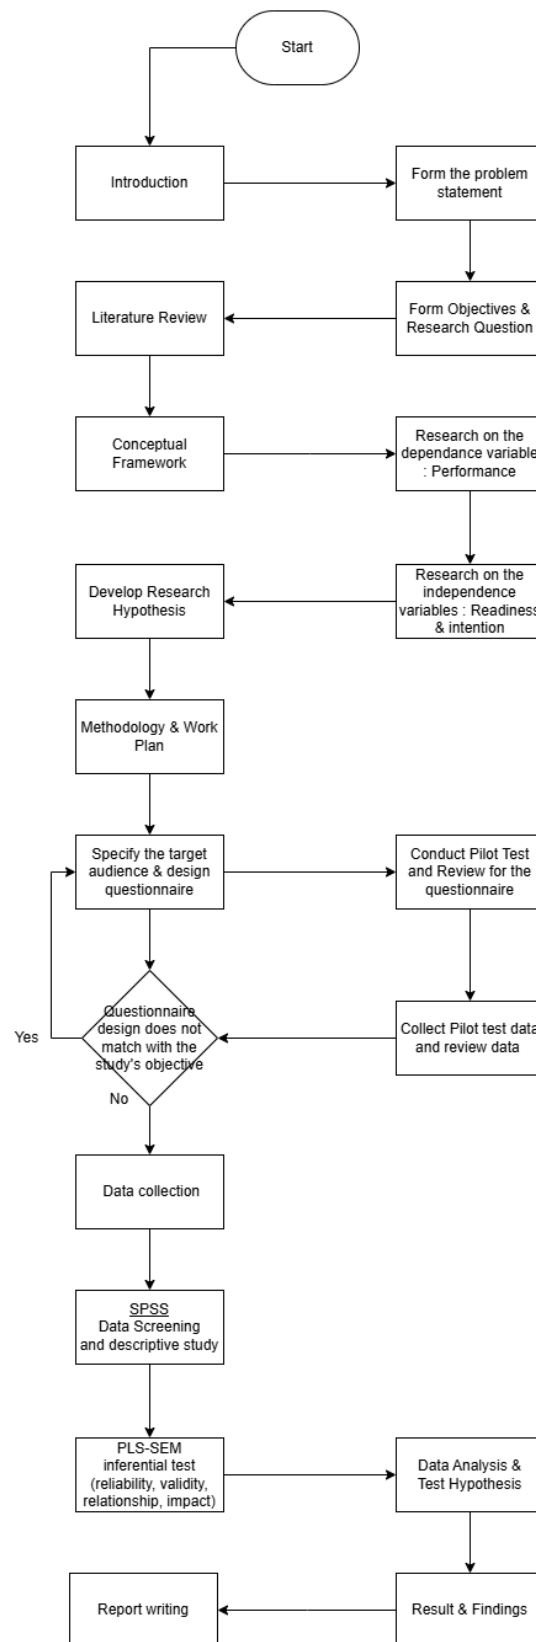 Start
Introduction
Form the problem
statement
Form Objectives &
Research Question
Literature Review
Conceptual
Framework
Research on the
dependance variable
: Performance
Research on the
independence
variables : Readiness
& intention
Develop Research
Hypothesis
Methodology & Work
Plan
Specify the target
audience & design
questionnaire
Conduct Pilot Test
and Review for the
questionnaire
Collect Pilot test data
and review data
Questionnaire
design does not
match with the
study's objective
Yes
No
Data collection
SPSS
Data Screening
and descriptive study
PLS-SEM
inferential test
(reliability, validity,
relationship, impact)
Data Analysis &
Test Hypothesis
Result & Findings
Report writing